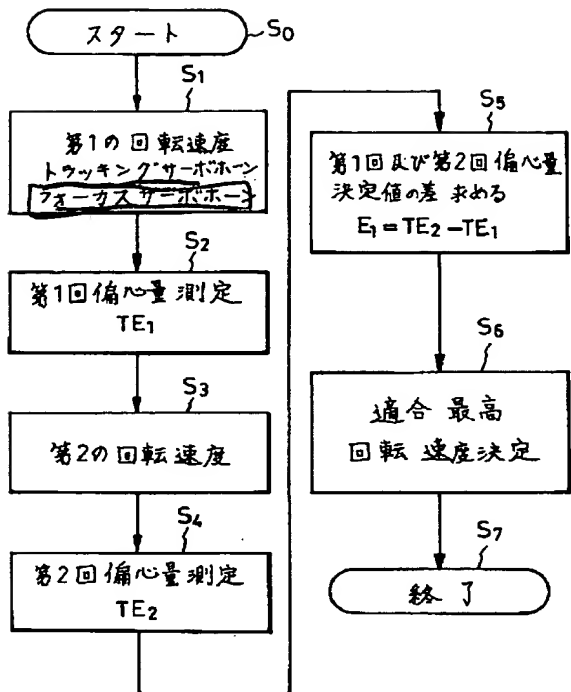 スタート
S0
S1
第1の回転速度
トラッキングサーボホーン
フォーカスサーボホーン
S2
第1回偏心量測定
TE1
S3
第2の回転速度
S4
第2回偏心量測定
TE2
S5
第1回及び第2回偏心量
決定値の差求める
E1=TE2-TE1
S6
適合 最高
回転 速度決定
S7
終了